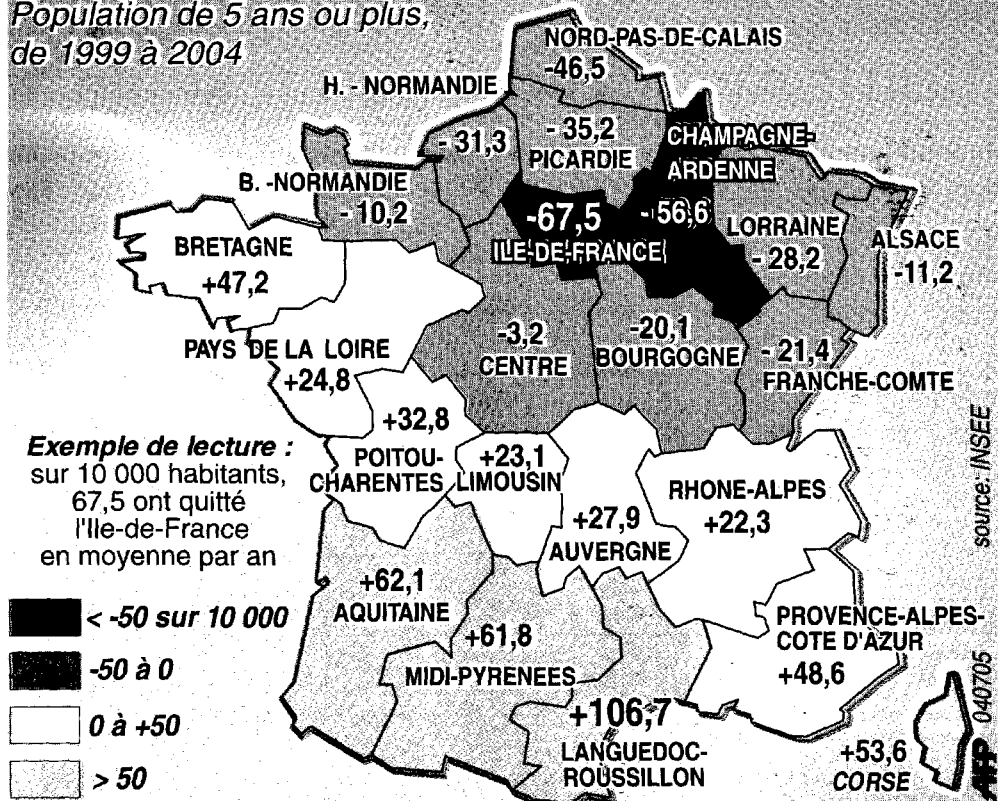 Population de 5 ans ou plus,
de 1999 à 2004
NORD-PAS-DE-CALAIS
-46,5
H. - NORMANDIE
- 31,3
- 35,2
PICARDIE
CHAMPAGNE-
ARDENNE
-56,6
B. -NORMANDIE
- 10,2
-67,5
ILE-DE-FRANCE
LORRAINE
- 28,2
ALSACE
-11,2
BRETAGNE
+47,2
PAYS DE LA LOIRE
+24,8
-3,2
CENTRE
-20,1
BOURGOGNE
- 21,4
FRANCHE-COMTE
+32,8
POITOU-
CHARENTES
+23,1
LIMOUSIN
+27,9
AUVERGNE
RHONE-ALPES
+22,3
Exemple de lecture :
sur 10 000 habitants,
67,5 ont quitté
l'Ile-de-France
en moyenne par an
+62,1
AQUITAINE
+61,8
MIDI-PYRENEES
+106,7
LANGUEDOC-
ROUSSILLON
PROVENCE-ALPES-
COTE D'AZUR
+48,6
+53,6
CORSE
< -50 sur 10 000
-50 à 0
0 à +50
> 50
source: INSEE
AFP 040705